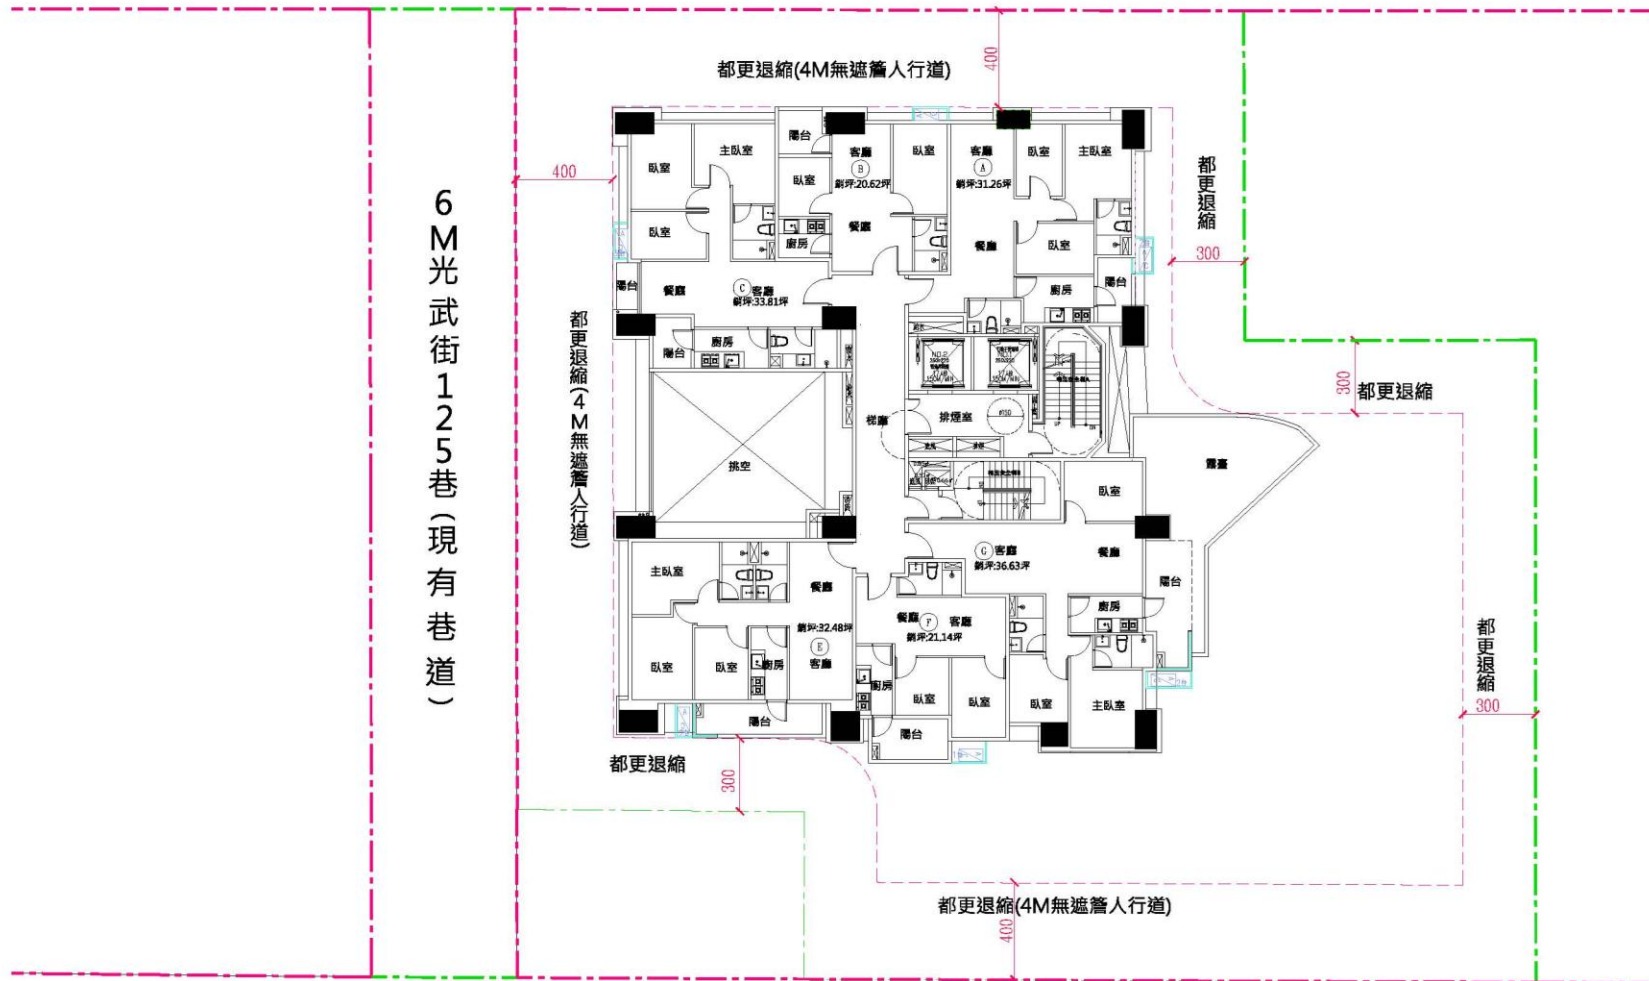 都更退縮(4M無遮簷人行道)
400
400
6M光武街125巷(現有巷道)
都更退縮(4M無遮簷人行道)
都更退縮
300
300
都更退縮
都更退縮
300
陽台
客廳
B
銷坪:20.62坪
臥室
餐廳
廚房
臥室
客廳
A
銷坪:31.26坪
臥室
主臥室
餐廳
臥室
廚房
陽台
臥室
主臥室
臥室
陽台
餐廳
C
客廳
銷坪:33.81坪
陽台
廚房
NO.2
NO.1
梯廳
排煙室
挑空
露臺
臥室
G
客廳
銷坪:36.63坪
餐廳
陽台
廚房
臥室
主臥室
主臥室
餐廳
銷坪:32.48坪
E
客廳
臥室
臥室
廚房
陽台
餐廳
F
客廳
銷坪:21.14坪
廚房
臥室
臥室
陽台
都更退縮
300
都更退縮(4M無遮簷人行道)
400